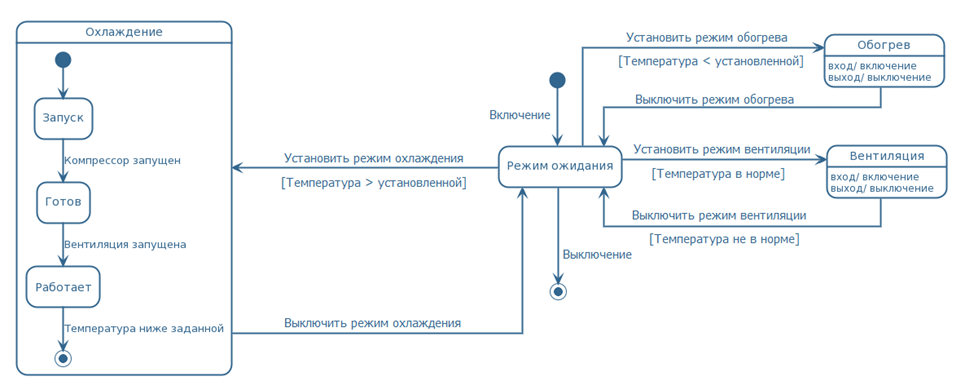 Охлаждение
Запуск
Компрессор запущен
Готов
Вентиляция запущена
Работает
Температура ниже заданной
Установить режим охлаждения
[Температура > установленной]
Выключить режим охлаждения
Включение
Режим ожидания
Выключение
Установить режим обогрева
[Температура < установленной]
Обогрев
вход/ включение
выход/ выключение
Выключить режим обогрева
Установить режим вентиляции
[Температура в норме]
Вентиляция
вход/ включение
выход/ выключение
Выключить режим вентиляции
[Температура не в норме]